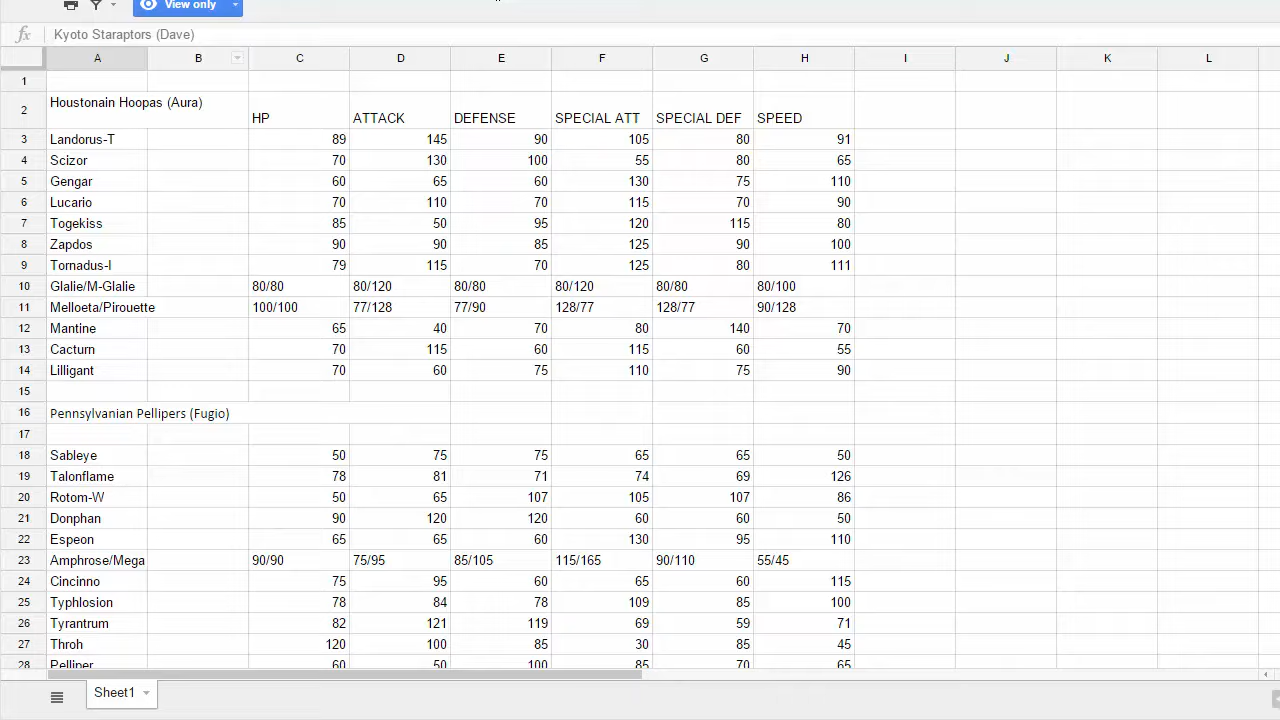 View only
fx Kyoto Staraptors (Dave)
A B C D E F G H I J K L
1
2 Houstonain Hoopas (Aura) HP ATTACK DEFENSE SPECIAL ATT SPECIAL DEF SPEED
3 Landorus-T 89 145 90 105 80 91
4 Scizor 70 130 100 55 80 65
5 Gengar 60 65 60 130 75 110
6 Lucario 70 110 70 115 70 90
7 Togekiss 85 50 95 120 115 80
8 Zapdos 90 90 85 125 90 100
9 Tornadus-I 79 115 70 125 80 111
10 Glalie/M-Glalie 80/80 80/120 80/80 80/120 80/80 80/100
11 Melloeta/Pirouette 100/100 77/128 77/90 128/77 128/77 90/128
12 Mantine 65 40 70 80 140 70
13 Cacturn 70 115 60 115 60 55
14 Lilligant 70 60 75 110 75 90
15
16 Pennsylvanian Pellipers (Fugio)
17
18 Sableye 50 75 75 65 65 50
19 Talonflame 78 81 71 74 69 126
20 Rotom-W 50 65 107 105 107 86
21 Donphan 90 120 120 60 60 50
22 Espeon 65 65 60 130 95 110
23 Amphrose/Mega 90/90 75/95 85/105 115/165 90/110 55/45
24 Cincinno 75 95 60 65 60 115
25 Typhlosion 78 84 78 109 85 100
26 Tyrantrum 82 121 119 69 59 71
27 Throh 120 100 85 30 85 45
28 Pelliper 60 50 100 85 70 65
Sheet1